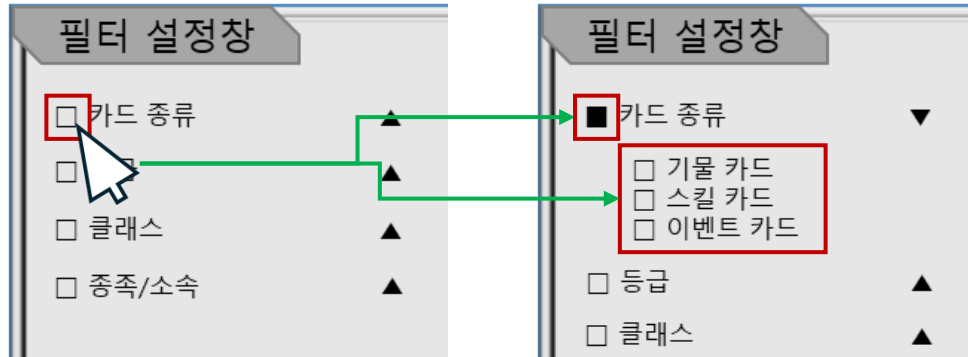 필터 설정창
□ 카드 종류 ▲
□ ▲
□ 클래스 ▲
□ 종족/소속 ▲
필터 설정창
■ 카드 종류 ▼
□ 기물 카드
□ 스킬 카드
□ 이벤트 카드
□ 등급 ▲
□ 클래스 ▲